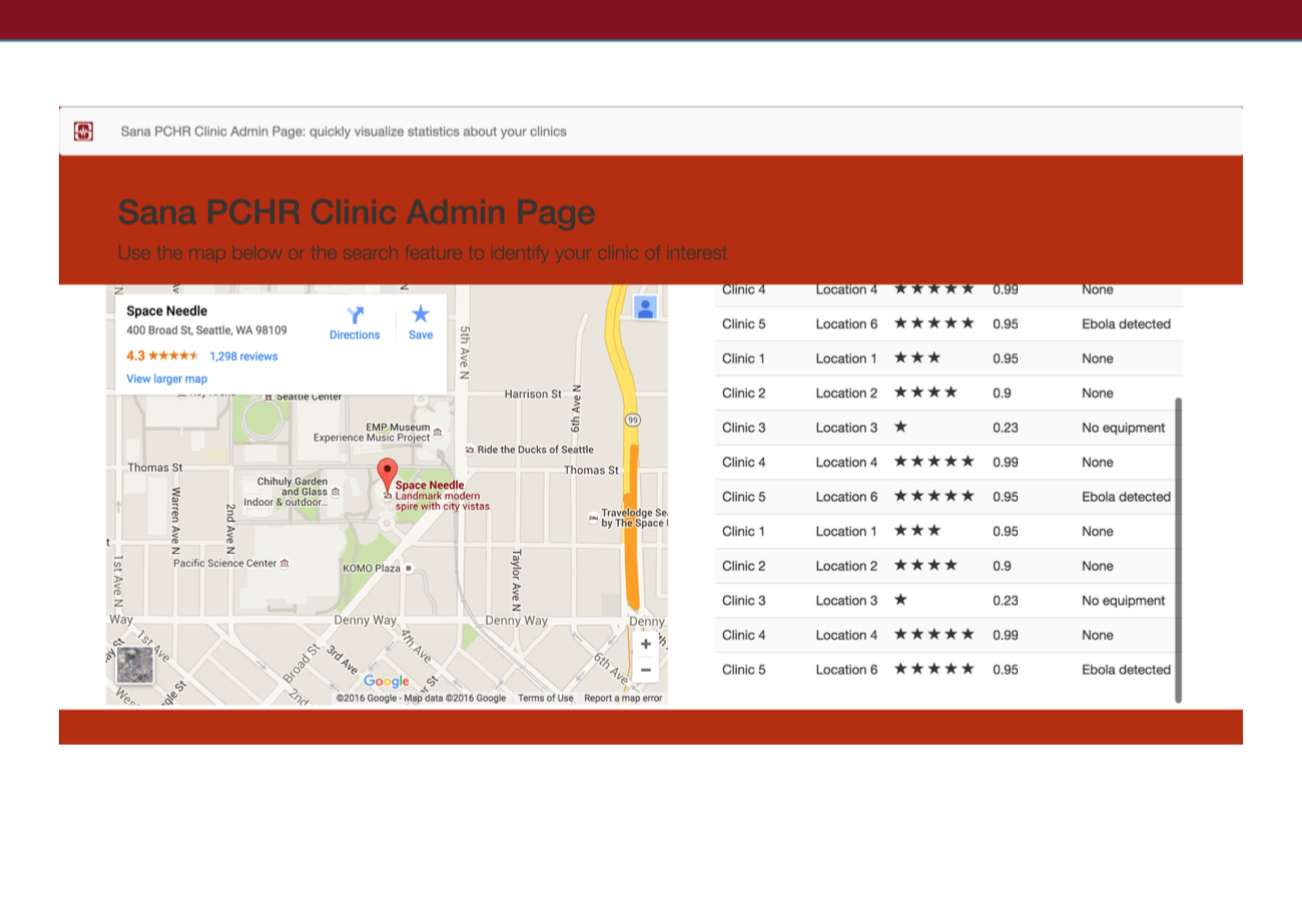 Sana PCHR Clinic Admin Page: quickly visualize statistics about your clinics
Sana PCHR Clinic Admin Page
Use the map below or the search feature to identify your clinic of interest
Space Needle
400 Broad St, Seattle, WA 98109
4.3 ★★★★★ 1,298 reviews
View larger map
Directions
Save
5th Ave N
Seattle Center
Harrison St
6th Ave N
99
EMP Museum
Experience Music Project
Ride the Ducks of Seattle
Thomas St
Thomas St
Chihuly Garden
and Glass
Indoor & outdoor...
Space Needle
Landmark modern
spire with city vistas
Warren Ave N
2nd Ave N
Travelodge Se
by The Space
Pacific Science Center
KOMO Plaza
Taylor Ave N
1st Ave N
Way
Denny Way
Denny Way
Denny
1st Ave
Broad St
3rd Ave
4th Ave
6th Ave
2nd
Google
+
−
©2016 Google - Map data ©2016 Google Terms of Use Report a map error
Clinic 4 Location 4 ★★★★★ 0.99 None
Clinic 5 Location 6 ★★★★★ 0.95 Ebola detected
Clinic 1 Location 1 ★★★ 0.95 None
Clinic 2 Location 2 ★★★★ 0.9 None
Clinic 3 Location 3 ★ 0.23 No equipment
Clinic 4 Location 4 ★★★★★ 0.99 None
Clinic 5 Location 6 ★★★★★ 0.95 Ebola detected
Clinic 1 Location 1 ★★★ 0.95 None
Clinic 2 Location 2 ★★★★ 0.9 None
Clinic 3 Location 3 ★ 0.23 No equipment
Clinic 4 Location 4 ★★★★★ 0.99 None
Clinic 5 Location 6 ★★★★★ 0.95 Ebola detected